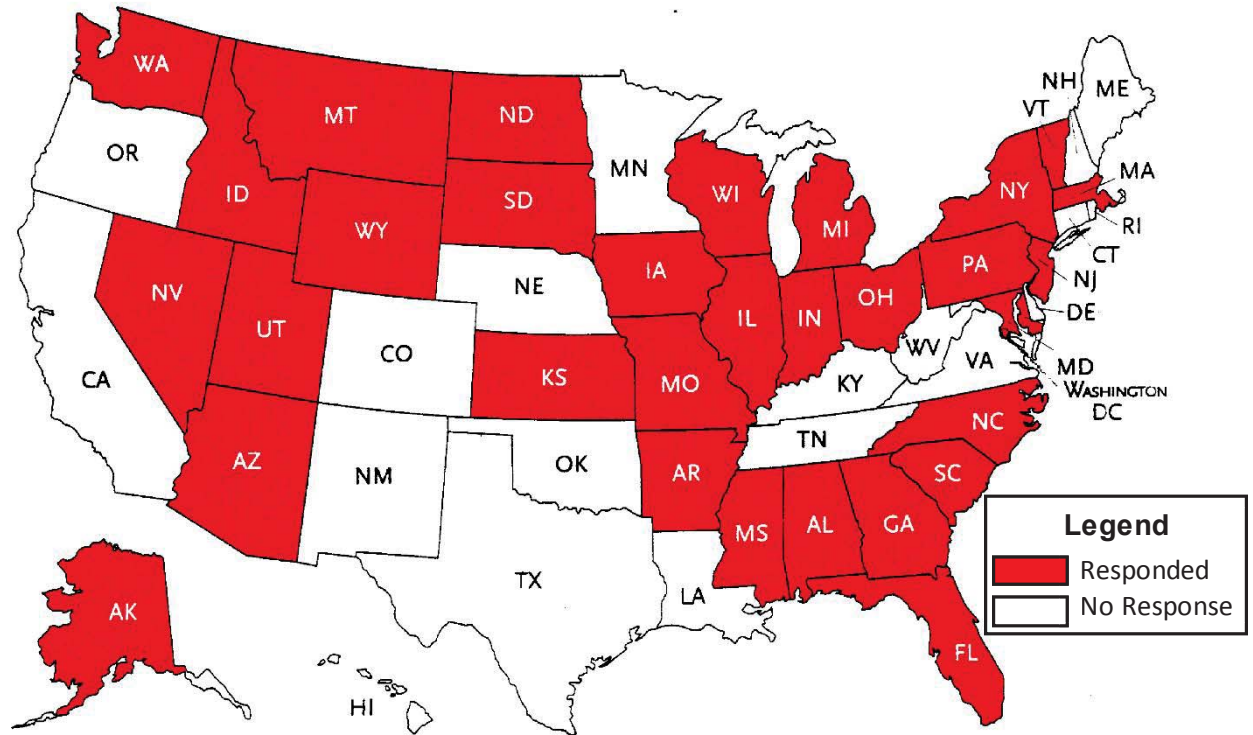 WA
MT
ND
MN
OR
ID
WY
SD
WI
MI
NY
VT
NH
ME
MA
RI
CT
NJ
PA
DE
MD
WASHINGTON
DC
NV
UT
CO
NE
IA
IL
IN
OH
WV
VA
KY
CA
KS
MO
AZ
NM
OK
AR
TN
NC
SC
MS
AL
GA
TX
LA
FL
AK
HI
Legend
Responded
No Response